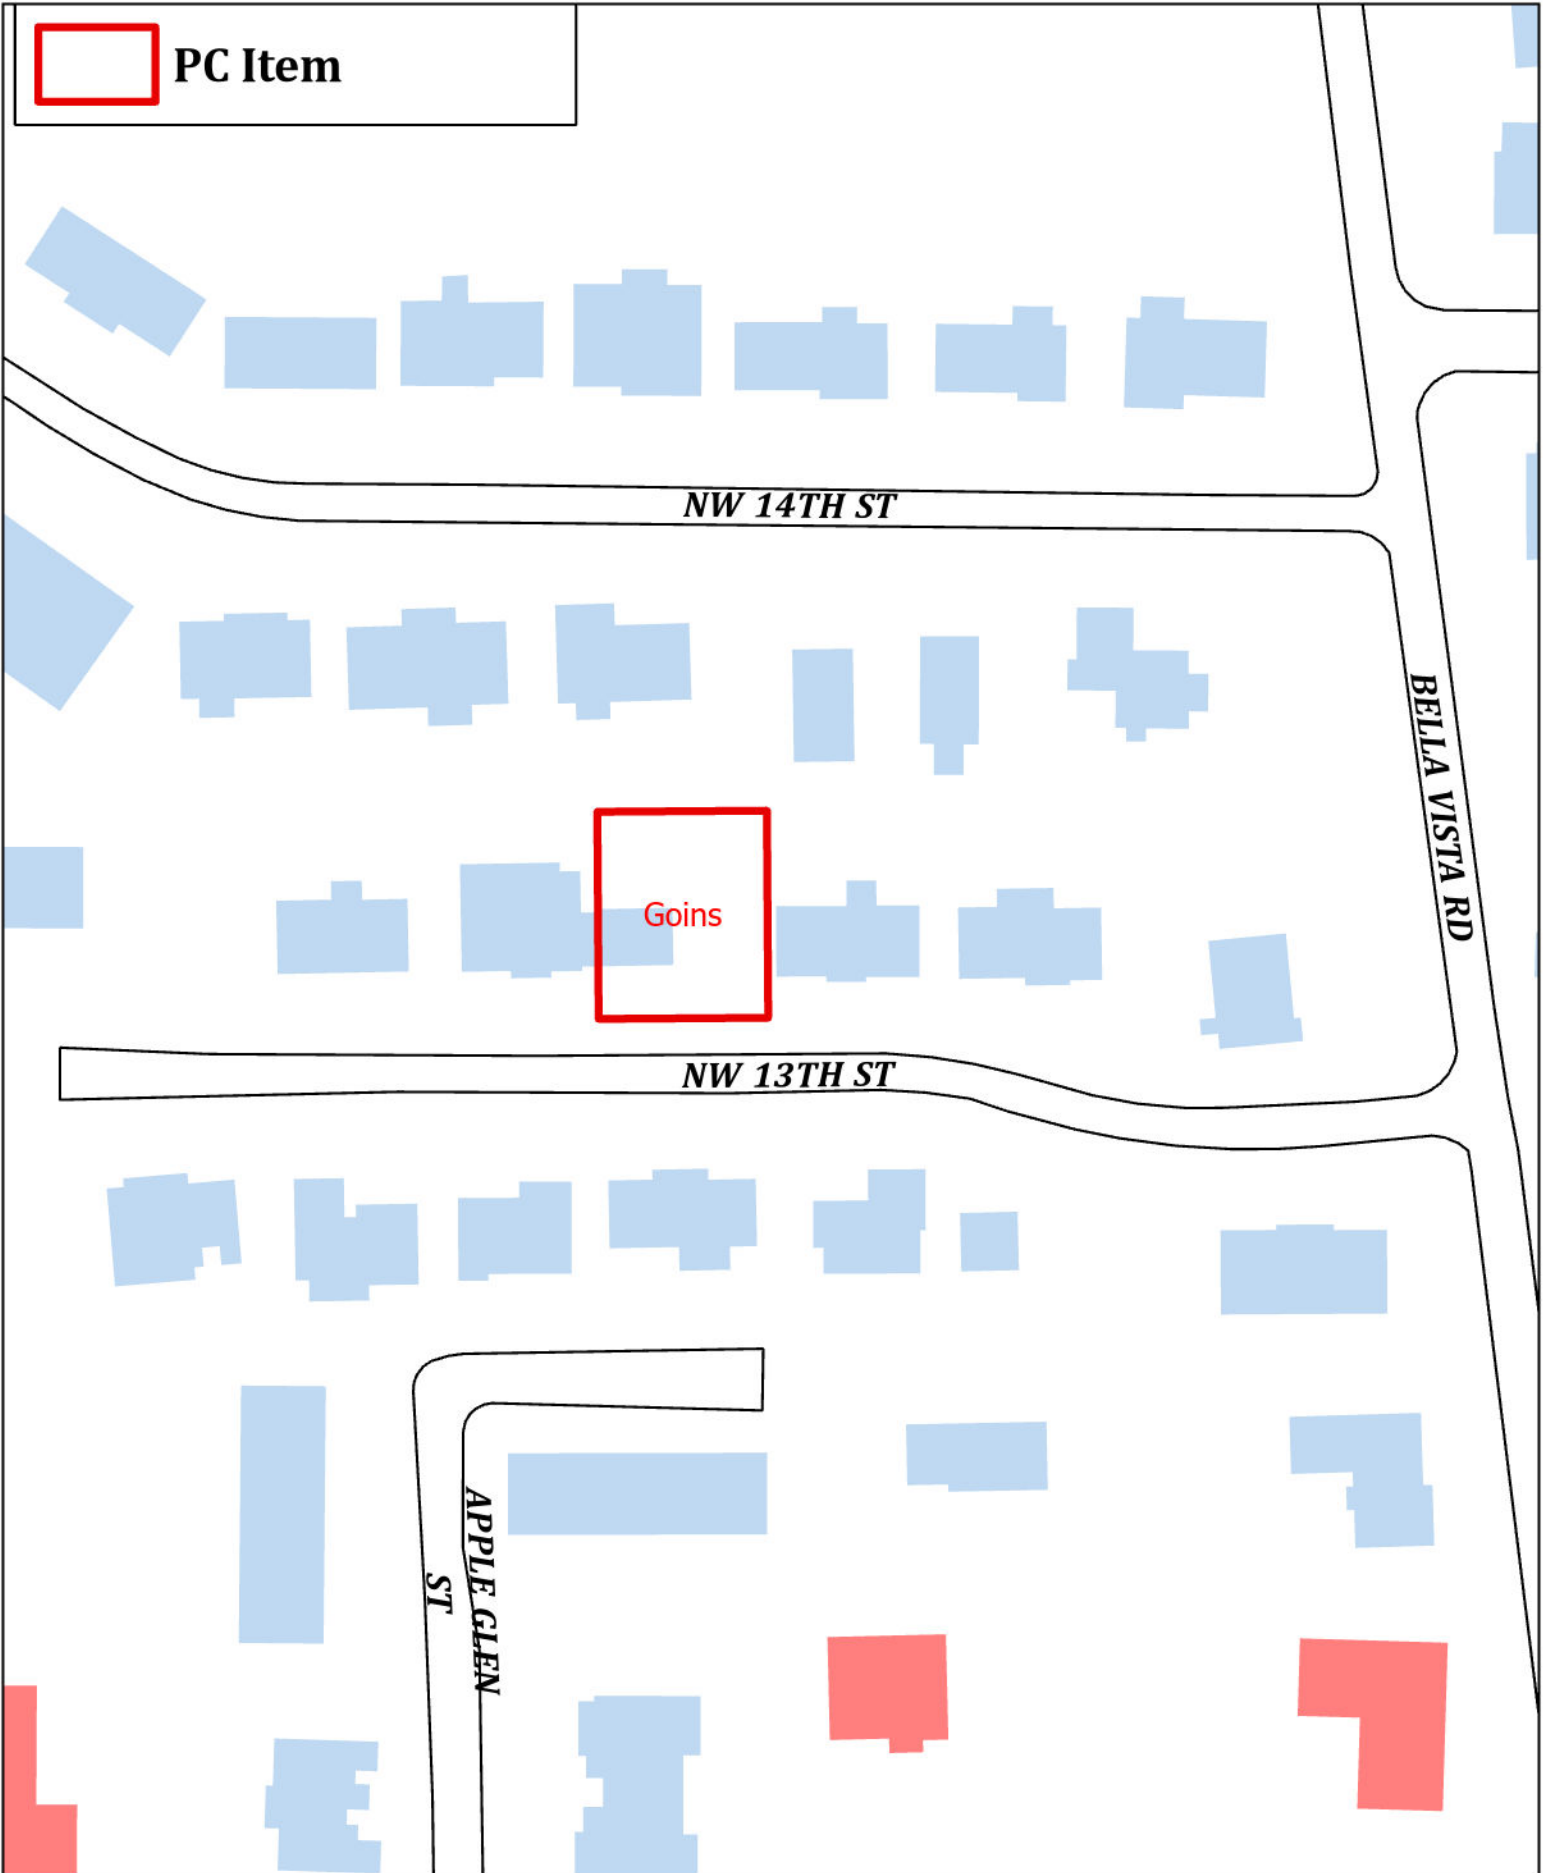 PC Item
NW 14TH ST
BELLA VISTA RD
Goins
NW 13TH ST
APPLE GLEN
ST